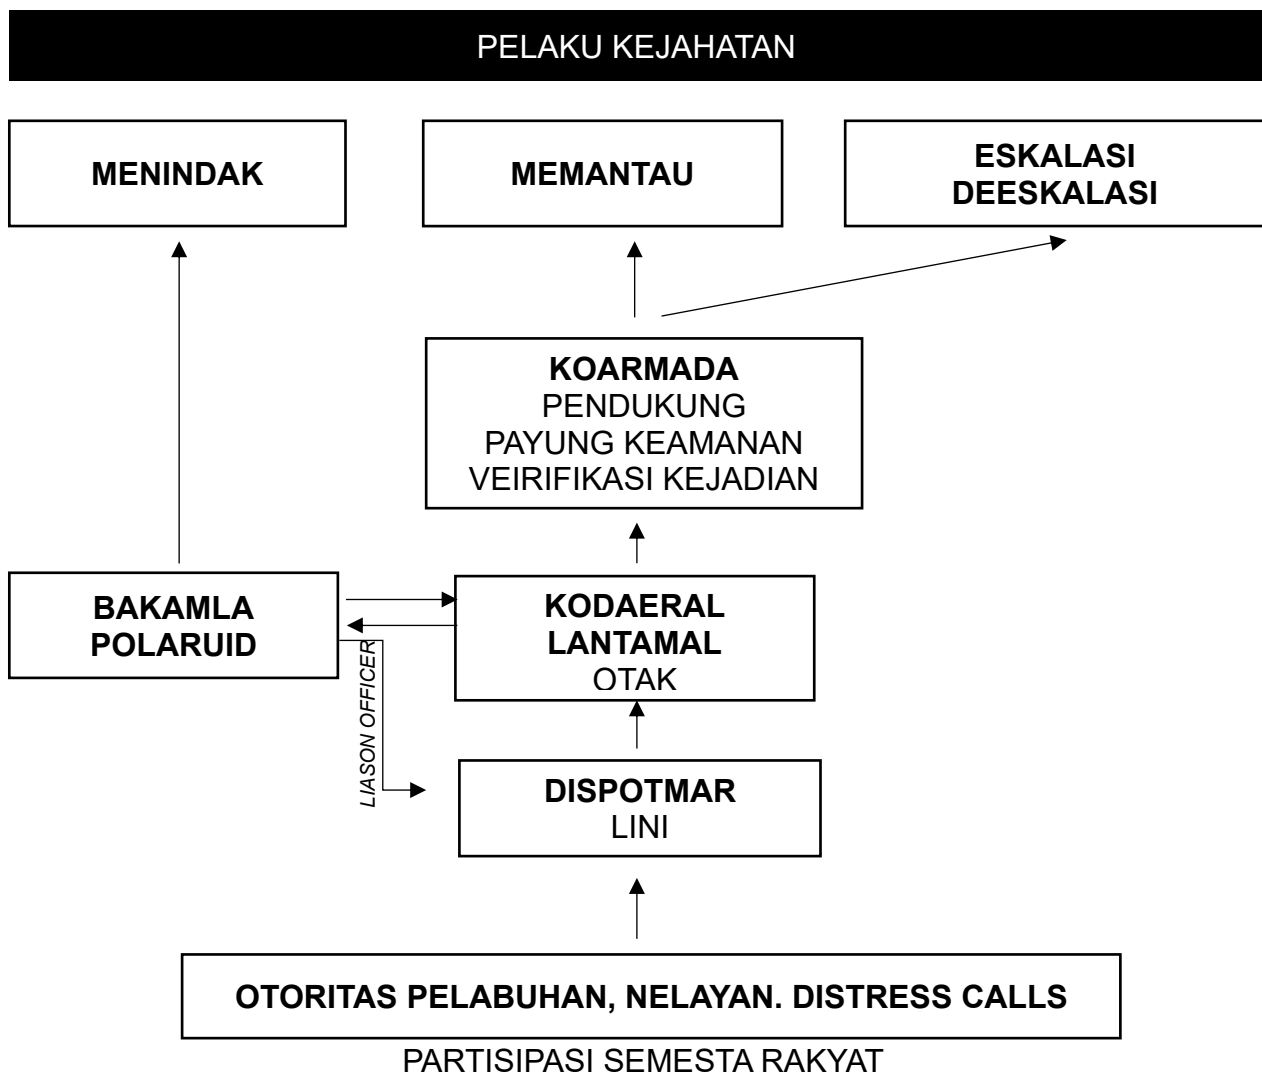 PELAKU KEJAHATAN
MENINDAK
MEMANTAU
ESKALASI
DEESKALASI
KOARMADA
PENDUKUNG
PAYUNG KEAMANAN
VEIRIFIKASI KEJADIAN
BAKAMLA
POLARUID
KODAERAL
LANTAMAL
OTAK
LIASON OFFICER
DISPOTMAR
LINI
OTORITAS PELABUHAN, NELAYAN. DISTRESS CALLS
PARTISIPASI SEMESTA RAKYAT